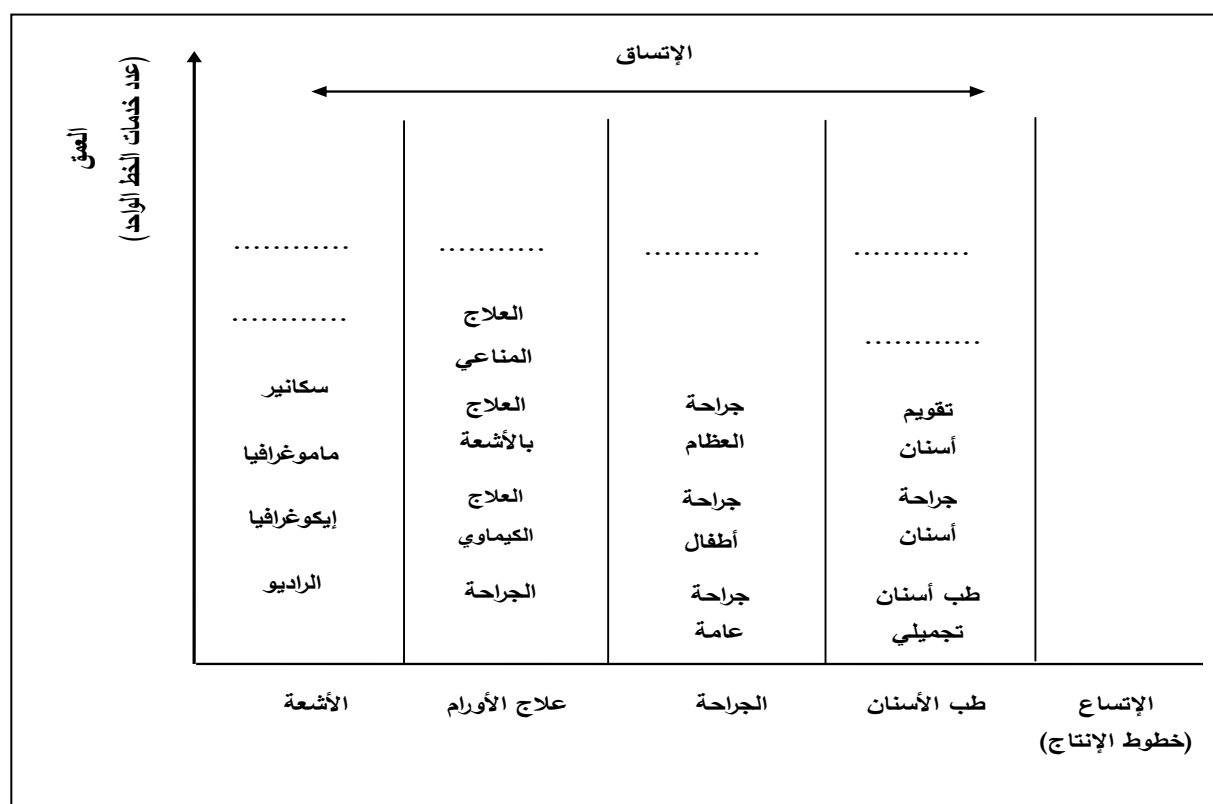 الإتساق
العمق
(عدد خدمات الخط الواحد)
............
...........
............
............
............
العلاج
المناعي
............
سكانير
العلاج
بالأشعة
جراحة
العظام
تقويم
أسنان
ماموغرافيا
إيكوغرافيا
العلاج
الكيماوي
جراحة
أطفال
جراحة
أسنان
الراديو
الجراحة
جراحة
عامة
طب أسنان
تجميلي
الأشعة
علاج الأورام
الجراحة
طب الأسنان
الإتساع
(خطوط الإنتاج)